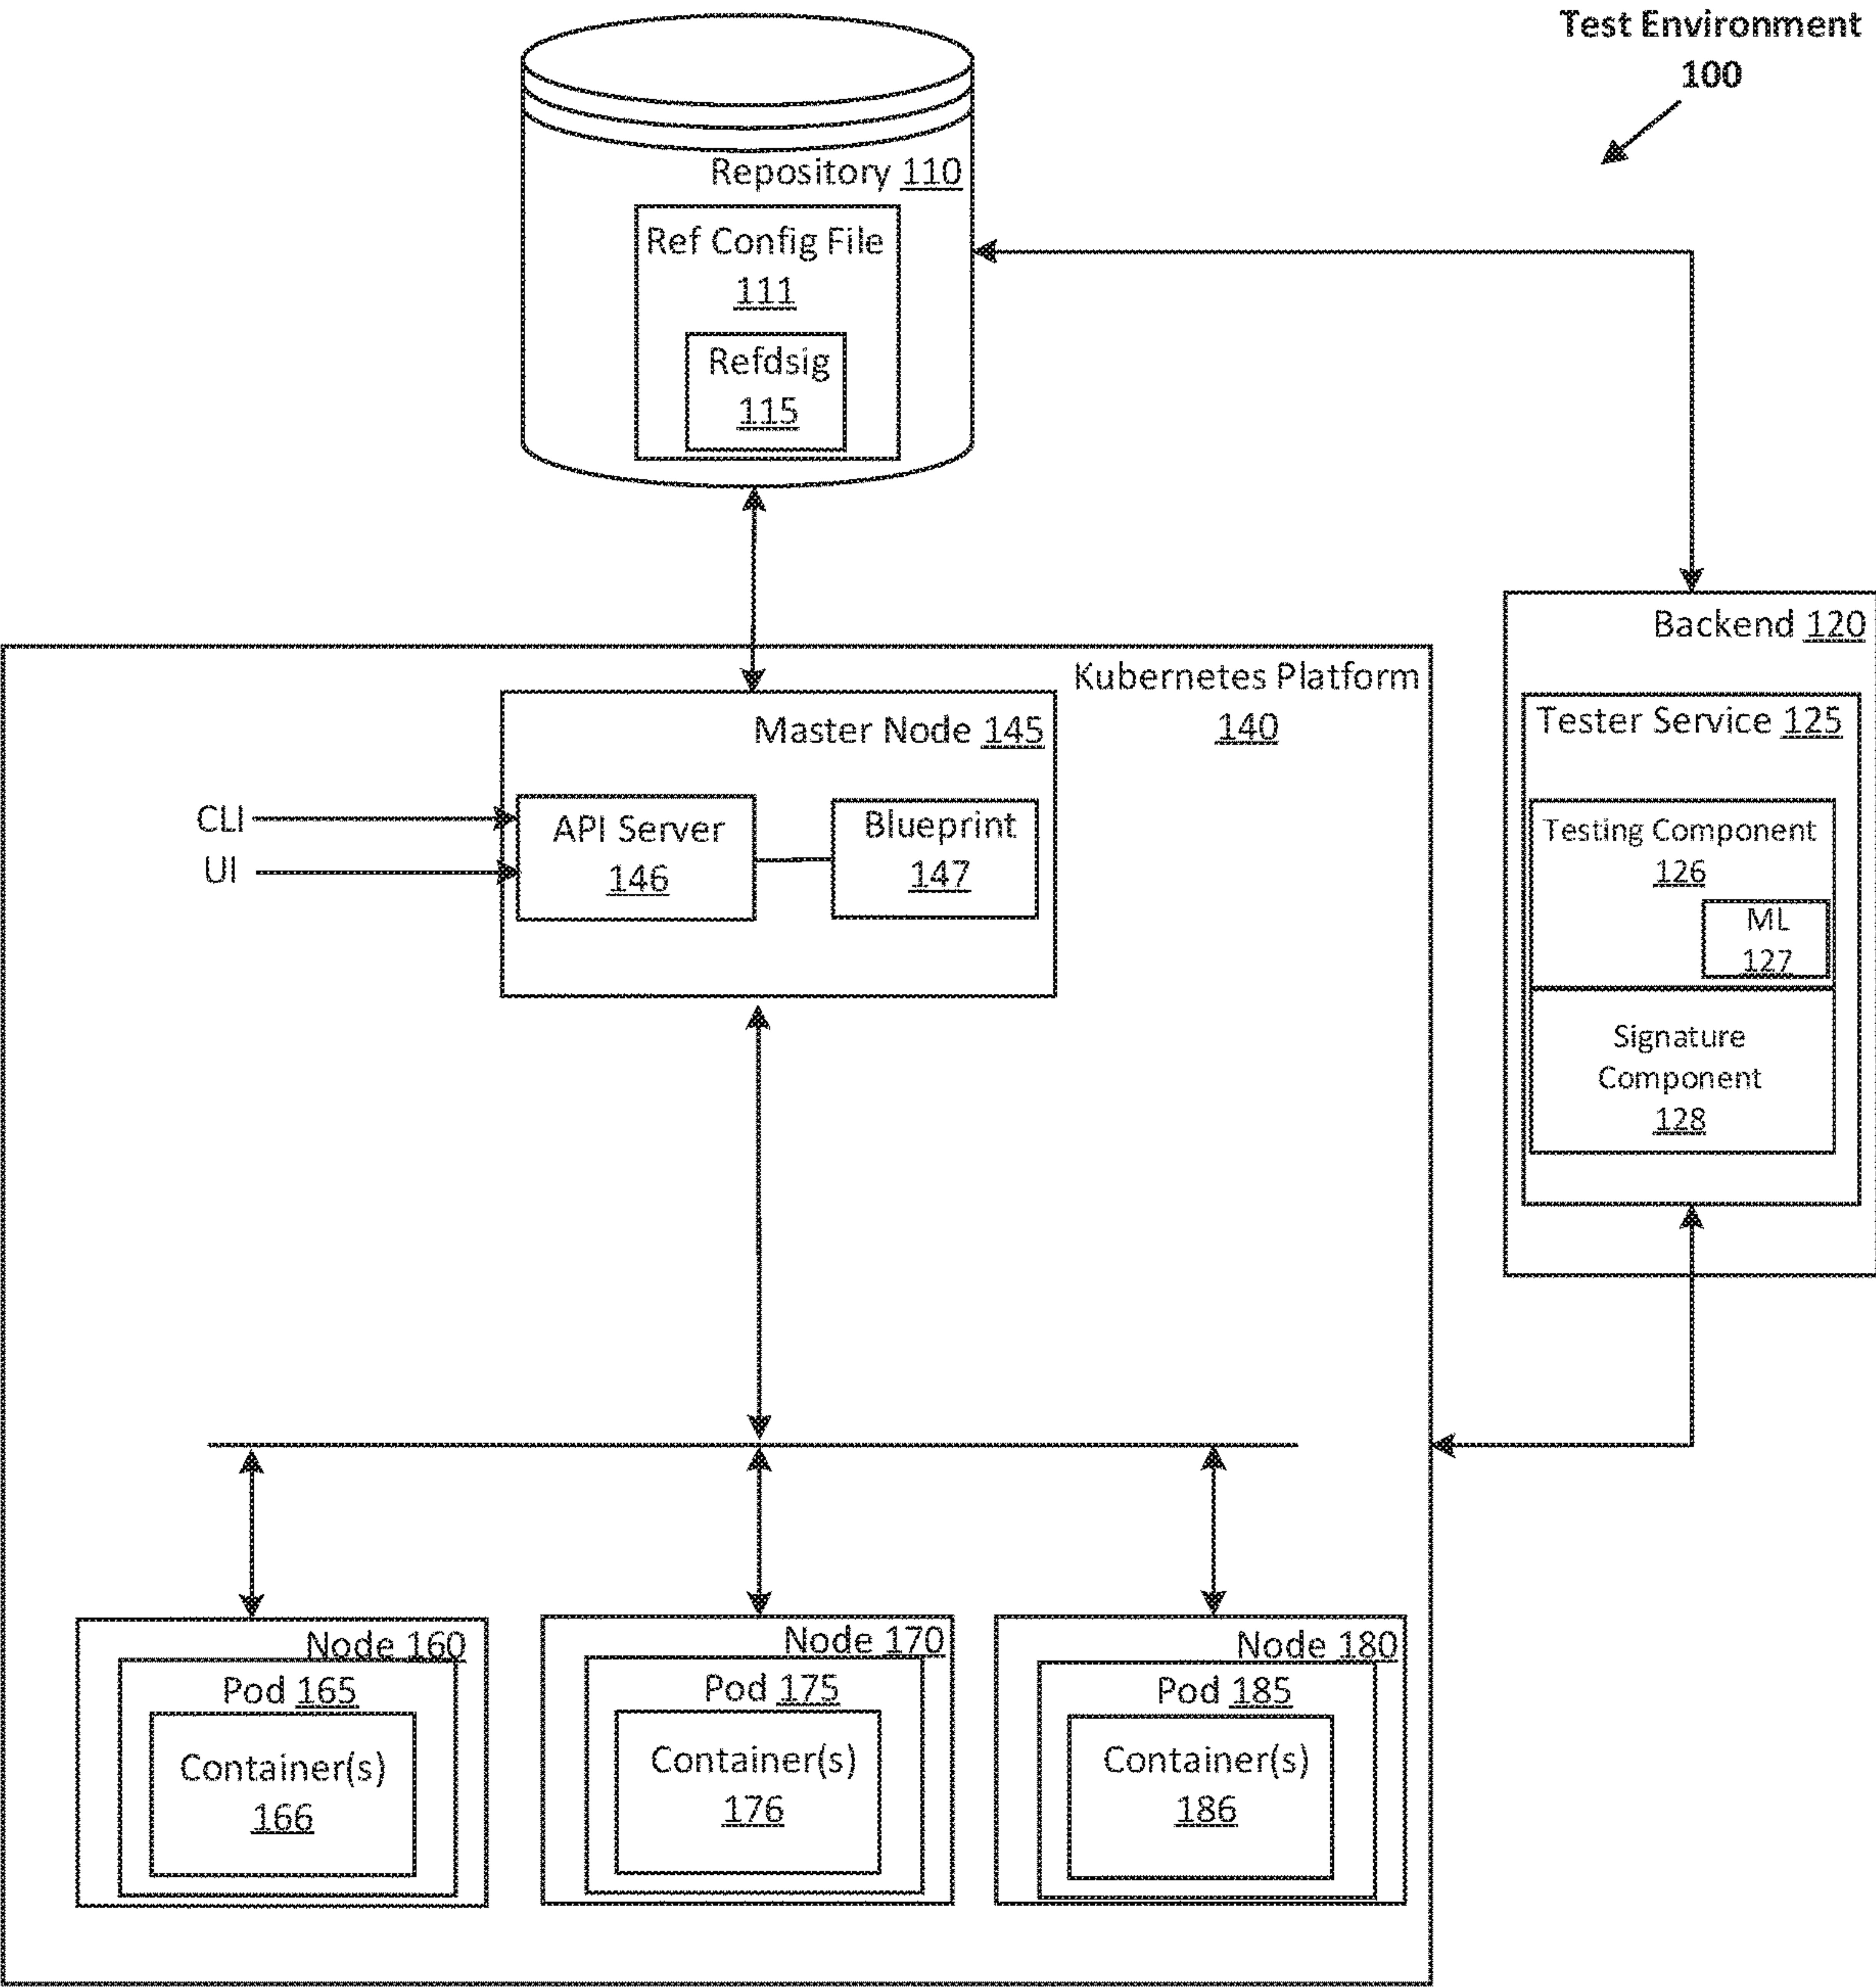 Test Environment
100
Repository 110
Ref Config File
111
Refdsig
115
Backend 120
Kubernetes Platform
140
Master Node 145
Tester Service 125
CLI
UI
API Server
146
Blueprint
147
Testing Component
126
ML
127
Signature
Component
128
Node 160
Pod 165
Container(s)
166
Node 170
Pod 175
Container(s)
176
Node 180
Pod 185
Container(s)
186